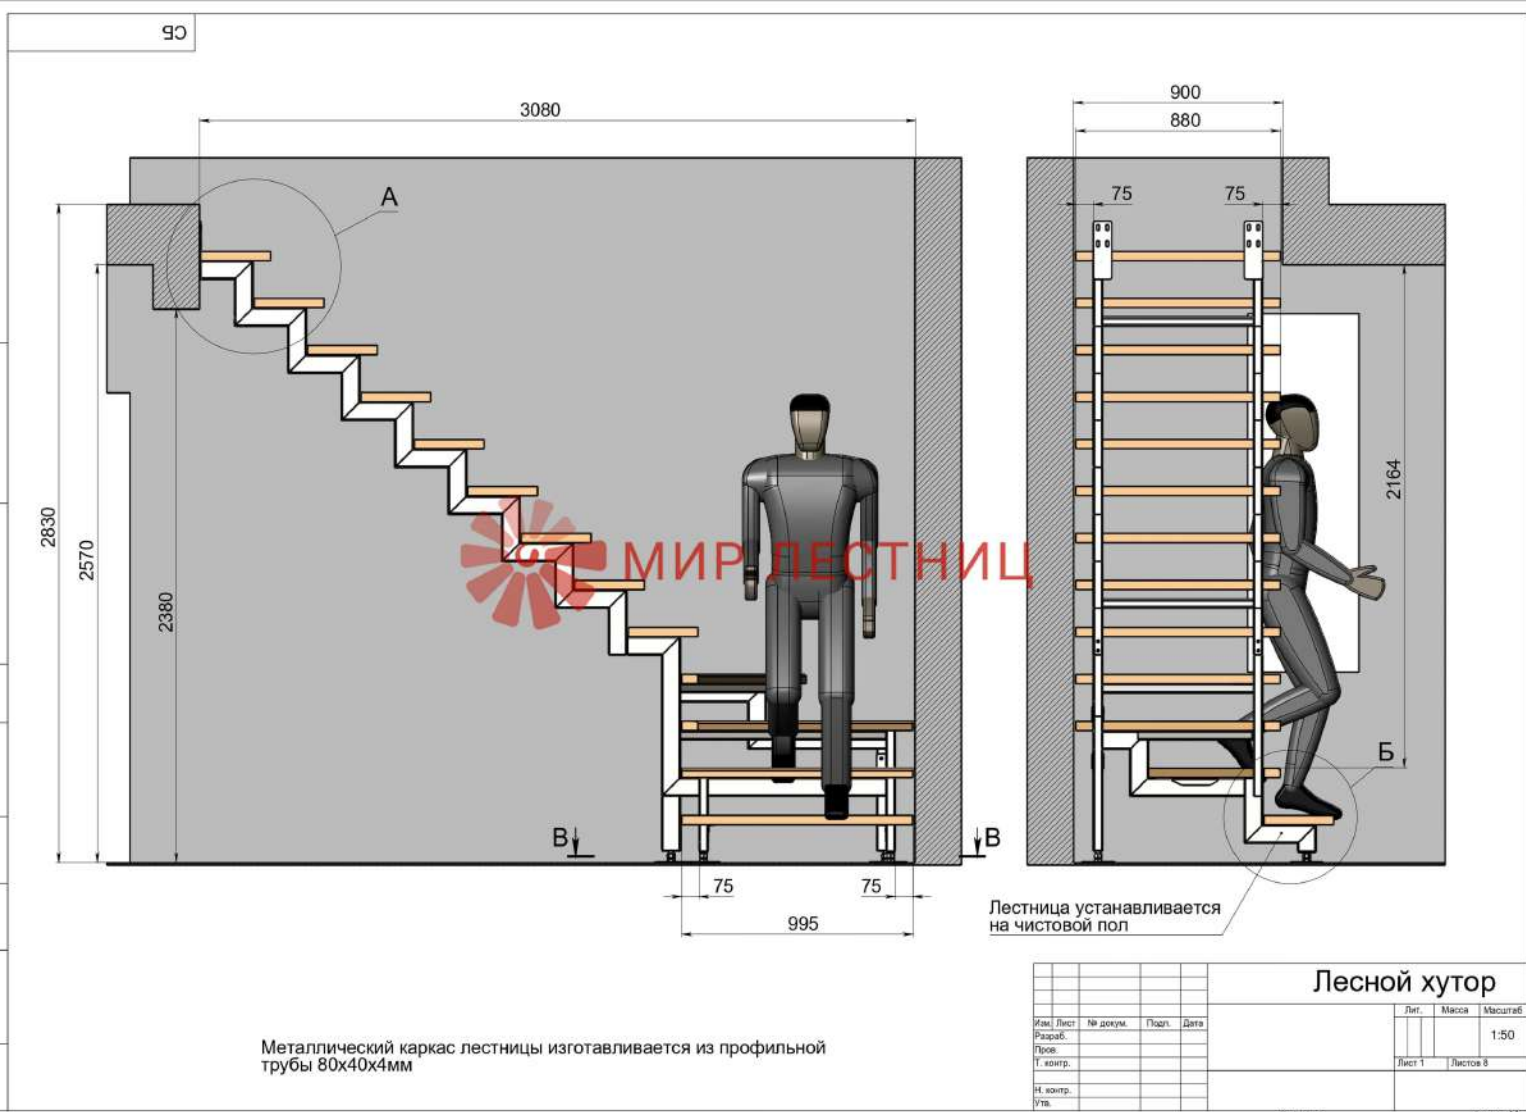 СБ
3080
900
880
А
75
75
2830
2570
2380
2164
МИР ЛЕСТНИЦ
Б
В
В
75
75
995
Лестница устанавливается
на чистовой пол
Металлический каркас лестницы изготавливается из профильной
трубы 80х40х4мм
Лесной хутор
Лит. Масса Масштаб
Изм. Лист № докум. Подп. Дата
Разраб.
1:50
Пров.
Т. контр.
Лист 1 Листов 8
Н. контр.
Утв.